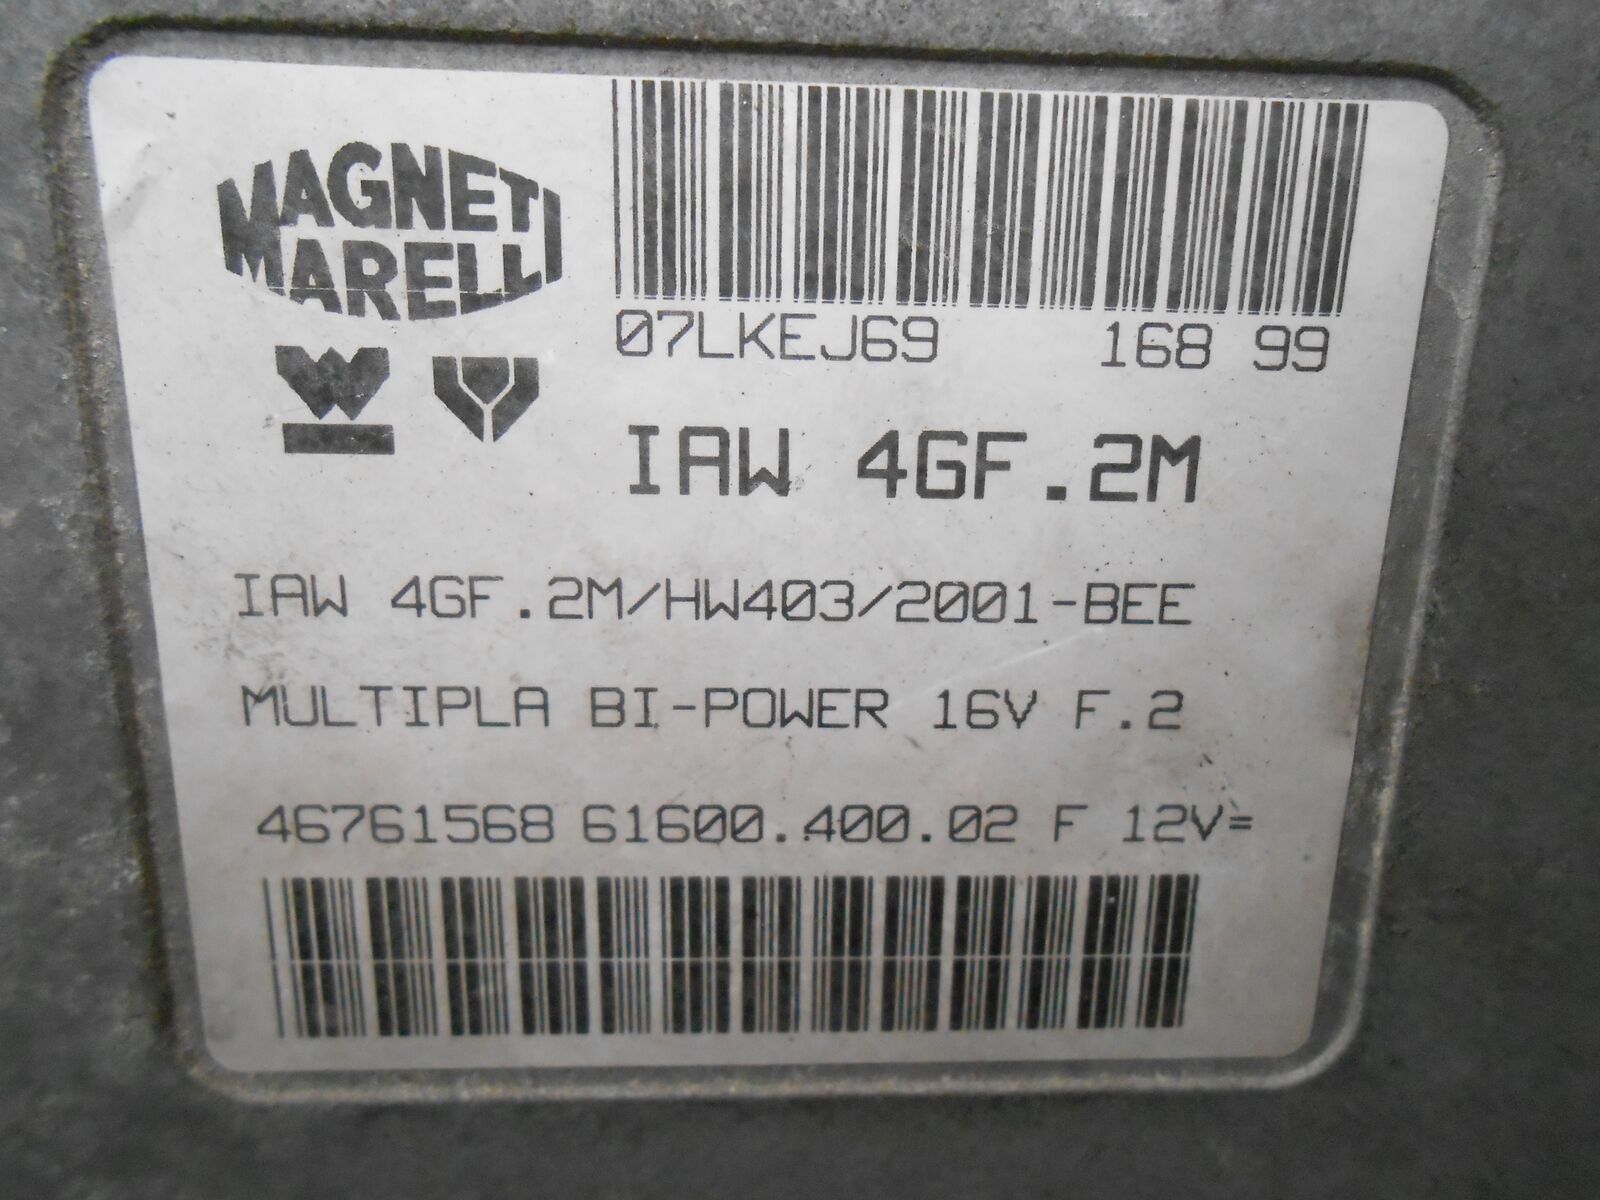 MAGNETI
MARELLI
07LKEJ69 168 99
IAW 4GF.2M
IAW 4GF.2M/HW403/2001-BEE
MULTIPLA BI-POWER 16V F.2
46761568 61600.400.02 F 12V=